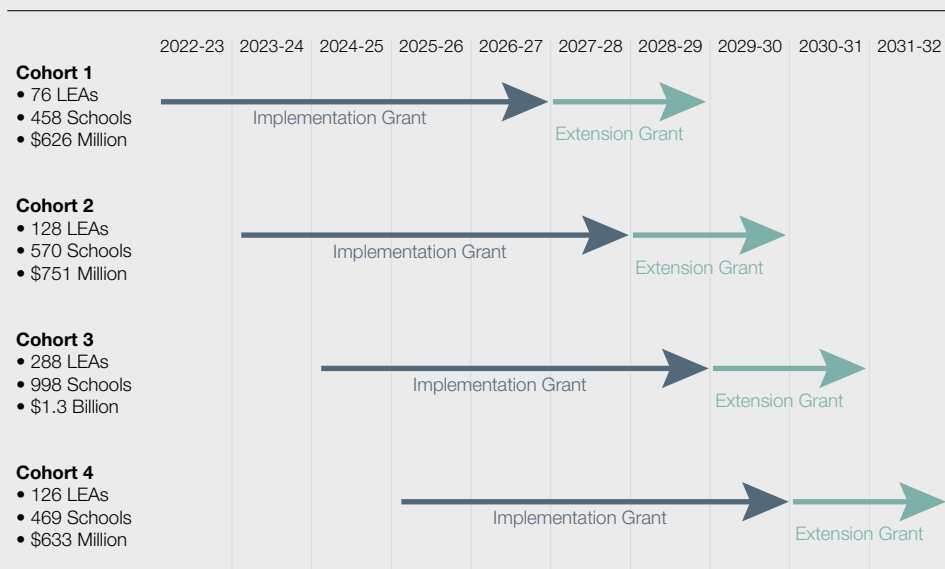 2022-23 2023-24 2024-25 2025-26 2026-27 2027-28 2028-29 2029-30 2030-31 2031-32
Cohort 1
• 76 LEAs
• 458 Schools
• $626 Million
Implementation Grant
Extension Grant
Cohort 2
• 128 LEAs
• 570 Schools
• $751 Million
Implementation Grant
Extension Grant
Cohort 3
• 288 LEAs
• 998 Schools
• $1.3 Billion
Implementation Grant
Extension Grant
Cohort 4
• 126 LEAs
• 469 Schools
• $633 Million
Implementation Grant
Extension Grant